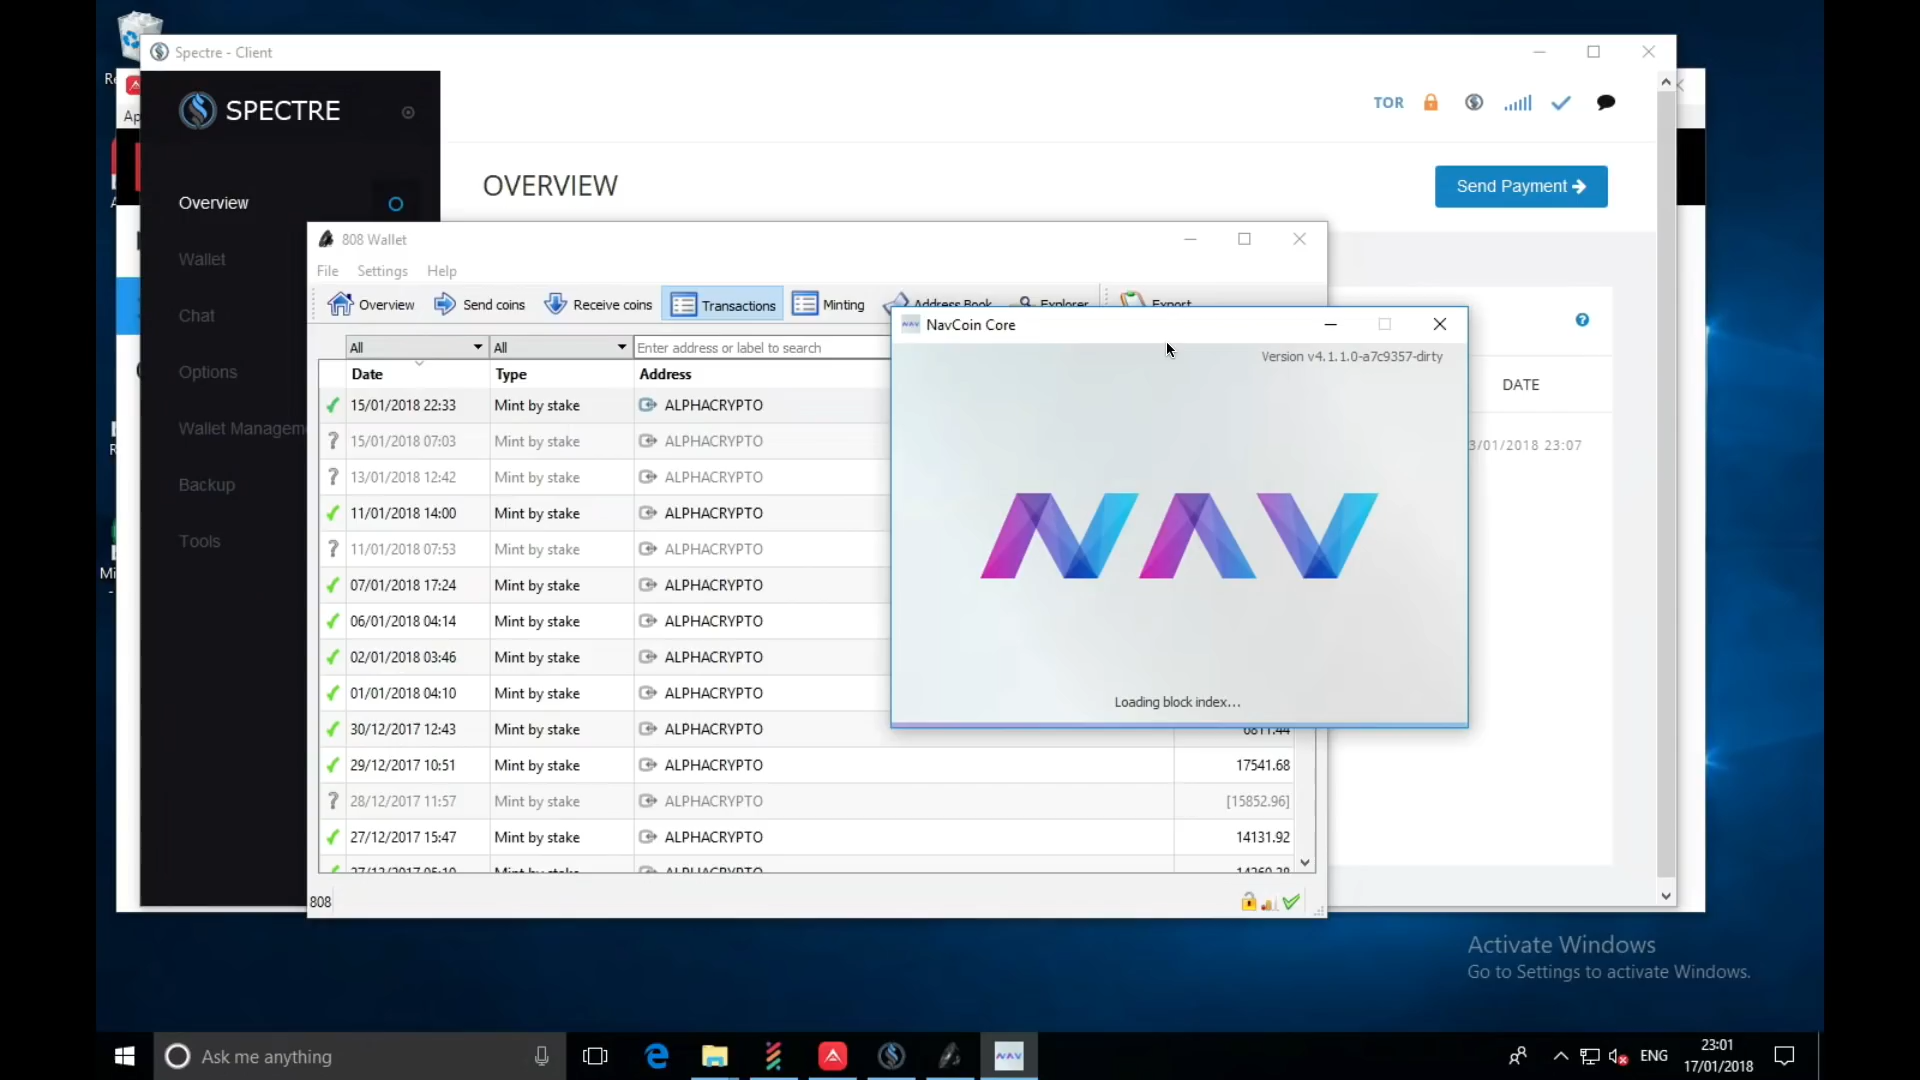 Spectre - Client
SPECTRE
TOR
OVERVIEW
Send Payment
Overview
Wallet
Chat
Options
Wallet Managem
Backup
Tools
DATE
3/01/2018 23:07
808 Wallet
File Settings Help
Overview Send coins Receive coins Transactions Minting Address Book Explorer Export
All All Enter address or label to search
Date Type Address
15/01/2018 22:33 Mint by stake ALPHACRYPTO
15/01/2018 07:03 Mint by stake ALPHACRYPTO
13/01/2018 12:42 Mint by stake ALPHACRYPTO
11/01/2018 14:00 Mint by stake ALPHACRYPTO
11/01/2018 07:53 Mint by stake ALPHACRYPTO
07/01/2018 17:24 Mint by stake ALPHACRYPTO
06/01/2018 04:14 Mint by stake ALPHACRYPTO
02/01/2018 03:46 Mint by stake ALPHACRYPTO
01/01/2018 04:10 Mint by stake ALPHACRYPTO
30/12/2017 12:43 Mint by stake ALPHACRYPTO 6811.44
29/12/2017 10:51 Mint by stake ALPHACRYPTO 17541.68
28/12/2017 11:57 Mint by stake ALPHACRYPTO [15852.96]
27/12/2017 15:47 Mint by stake ALPHACRYPTO 14131.92
Mint by stake ALPHACRYPTO
808
NavCoin Core
Version v4.1.1.0-a7c9357-dirty
NAV
Loading block index...
Activate Windows
Go to Settings to activate Windows.
Ask me anything
ENG
23:01
17/01/2018